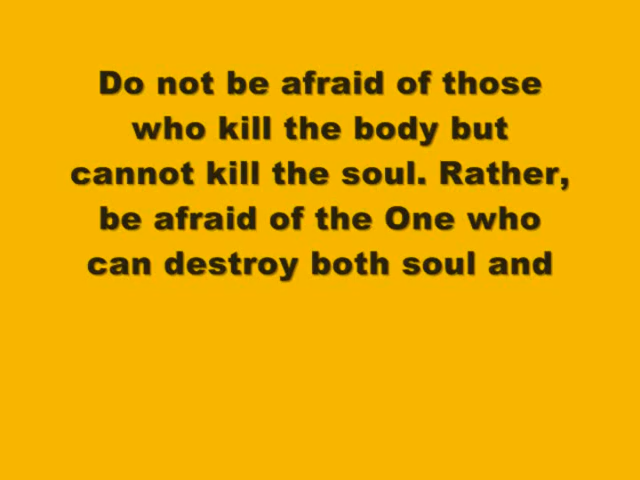 Do not be afraid of those
who kill the body but
cannot kill the soul. Rather,
be afraid of the One who
can destroy both soul and